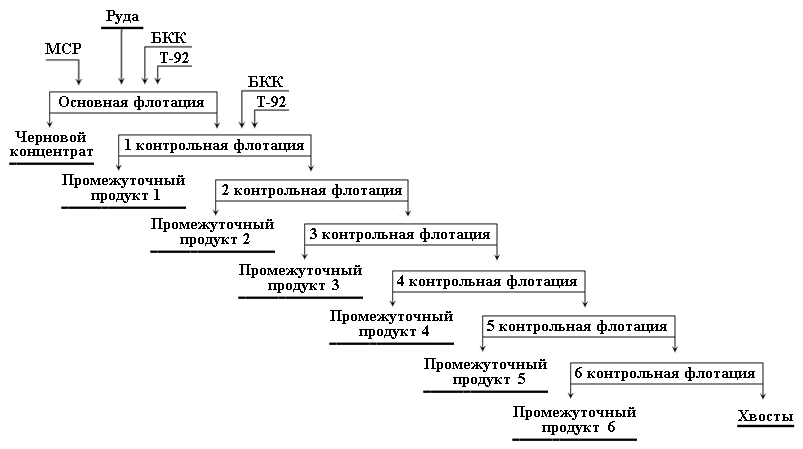 Руда
МСР
БКК
Т-92
БКК
Т-92
Основная флотация
Черновой
концентрат
1 контрольная флотация
Промежуточный
продукт 1
2 контрольная флотация
Промежуточный
продукт 2
3 контрольная флотация
Промежуточный
продукт 3
4 контрольная флотация
Промежуточный
продукт 4
5 контрольная флотация
Промежуточный
продукт 5
6 контрольная флотация
Промежуточный
продукт 6
Хвосты